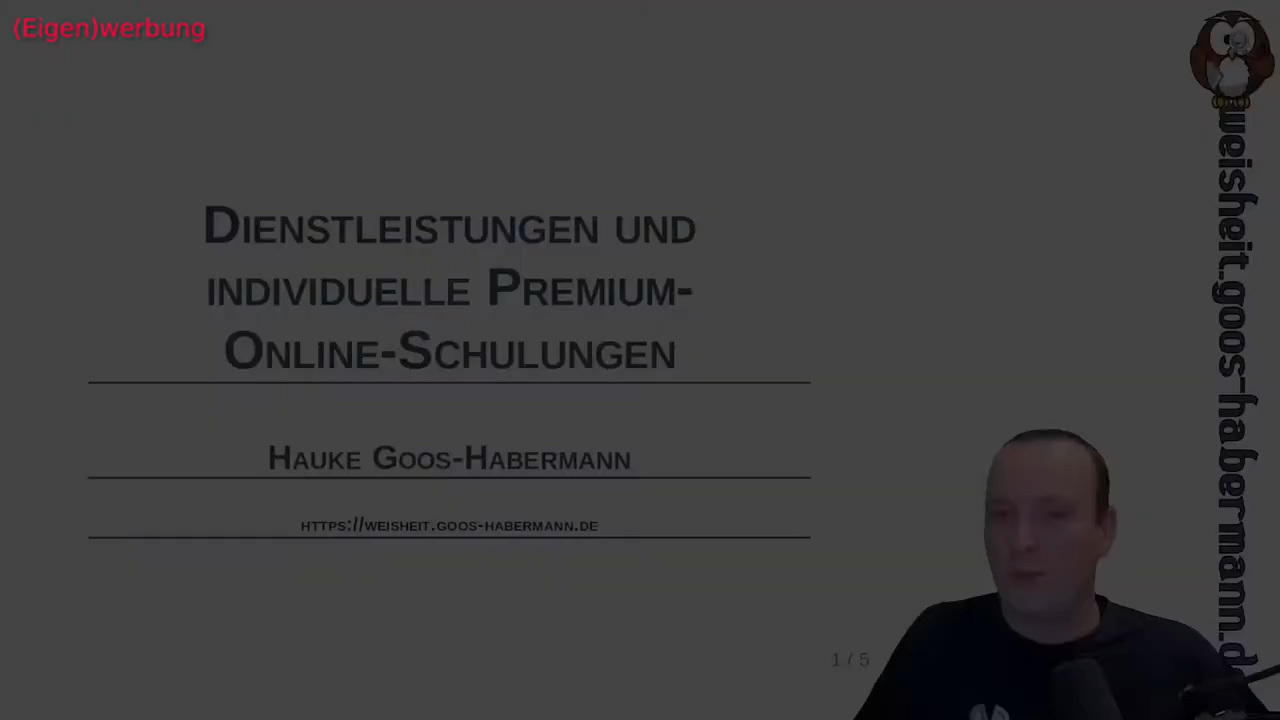 (Eigen)werbung
Dienstleistungen und
individuelle Premium-
Online-Schulungen
Hauke Goos-Habermann
https://weisheit.goos-habermann.de
1 / 5
weisheit.goos-habermann.d